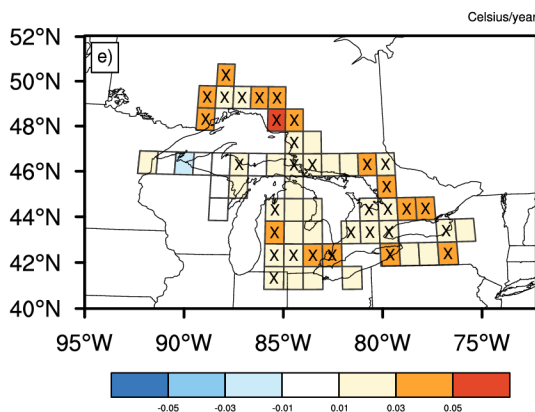 Celsius/year
52°N
e)
50°N
X
X X X X X
X X X
X
X X X X X
X
X X X X X
X X X X X
X X X X X X
X
48°N
46°N
44°N
42°N
40°N
95°W 90°W 85°W 80°W 75°W
-0.05 -0.03 -0.01 0.01 0.03 0.05